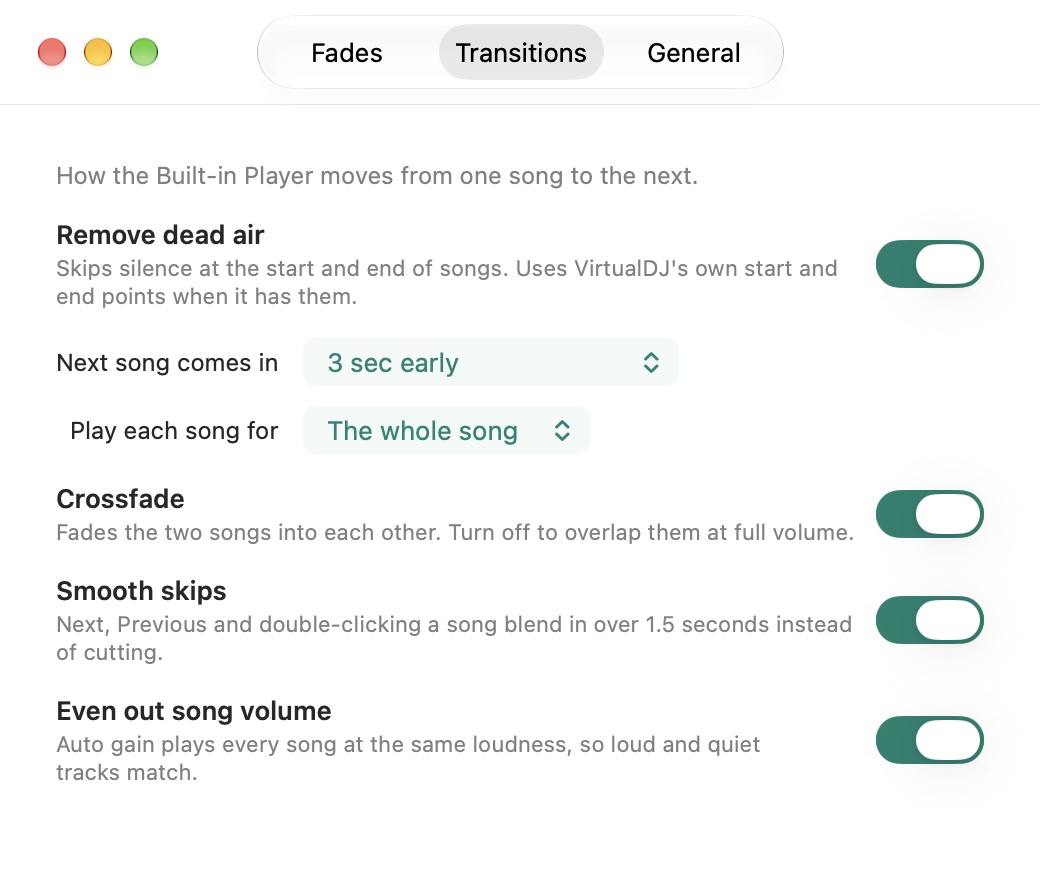 Fades
Transitions
General
How the Built-in Player moves from one song to the next.
Remove dead air
Skips silence at the start and end of songs. Uses VirtualDJ's own start and
end points when it has them.
Next song comes in
3 sec early
Play each song for
The whole song
Crossfade
Fades the two songs into each other. Turn off to overlap them at full volume.
Smooth skips
Next, Previous and double-clicking a song blend in over 1.5 seconds instead
of cutting.
Even out song volume
Auto gain plays every song at the same loudness, so loud and quiet
tracks match.